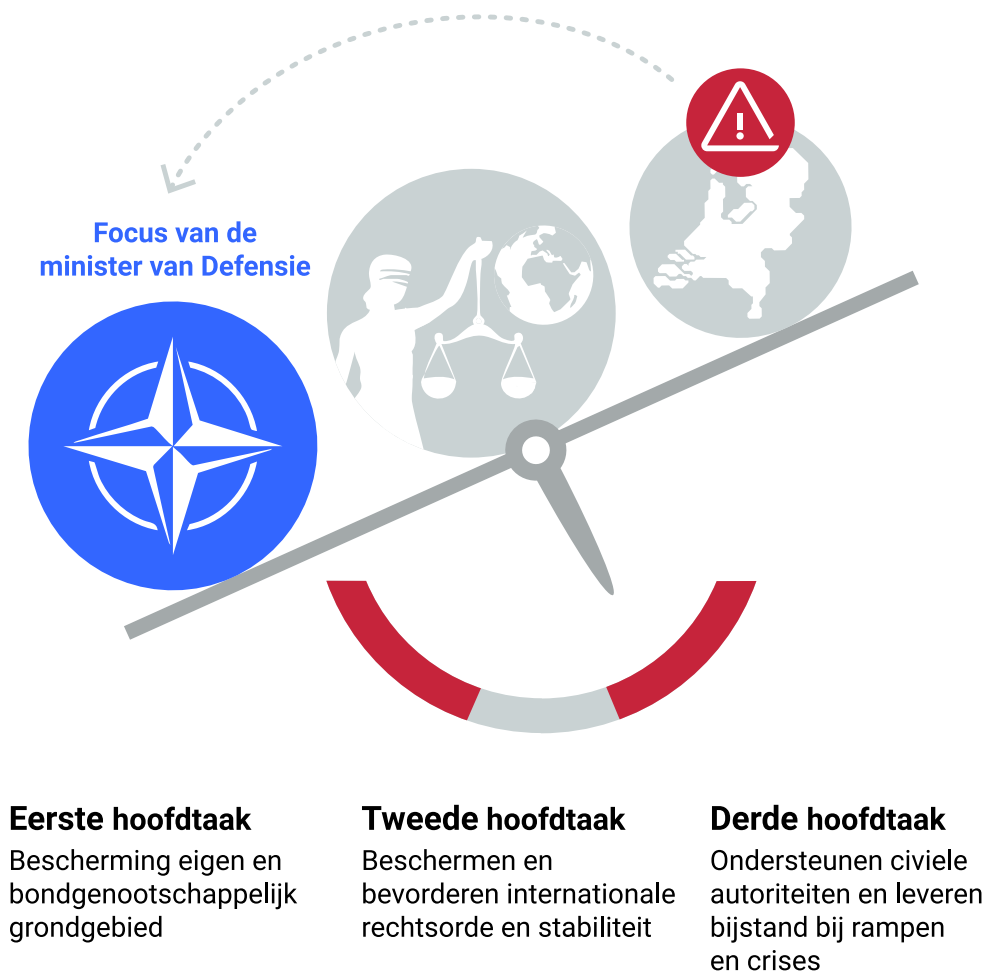 Focus van de
minister van Defensie
Eerste hoofdtaak
Bescherming eigen en
bondgenootschappelijk
grondgebied
Tweede hoofdtaak
Beschermen en
bevorderen internationale
rechtsorde en stabiliteit
Derde hoofdtaak
Ondersteunen civiele
autoriteiten en leveren
bijstand bij rampen
en crises